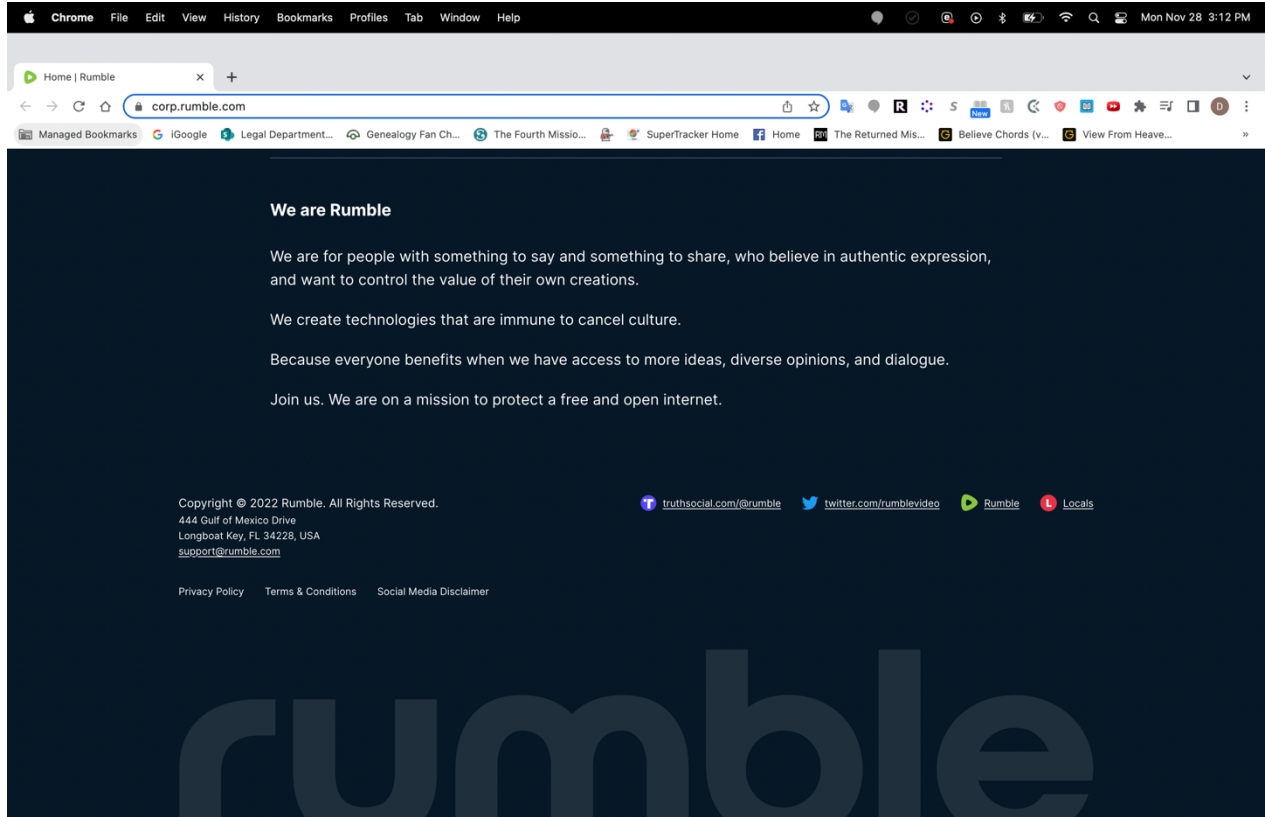 Chrome File Edit View History Bookmarks Profiles Tab Window Help Mon Nov 28 3:12 PM
Home | Rumble
corp.rumble.com
New
Managed Bookmarks iGoogle Legal Department... Genealogy Fan Ch... The Fourth Missio... SuperTracker Home Home RM The Returned Mis... Believe Chords (v... View From Heave... »
We are Rumble
We are for people with something to say and something to share, who believe in authentic expression,
and want to control the value of their own creations.
We create technologies that are immune to cancel culture.
Because everyone benefits when we have access to more ideas, diverse opinions, and dialogue.
Join us. We are on a mission to protect a free and open internet.
Copyright © 2022 Rumble. All Rights Reserved. truthsocial.com/@rumble twitter.com/rumblevideo Rumble L Locals
444 Gulf of Mexico Drive
Longboat Key, FL 34228, USA
support@rumble.com
Privacy Policy Terms & Conditions Social Media Disclaimer
rumble